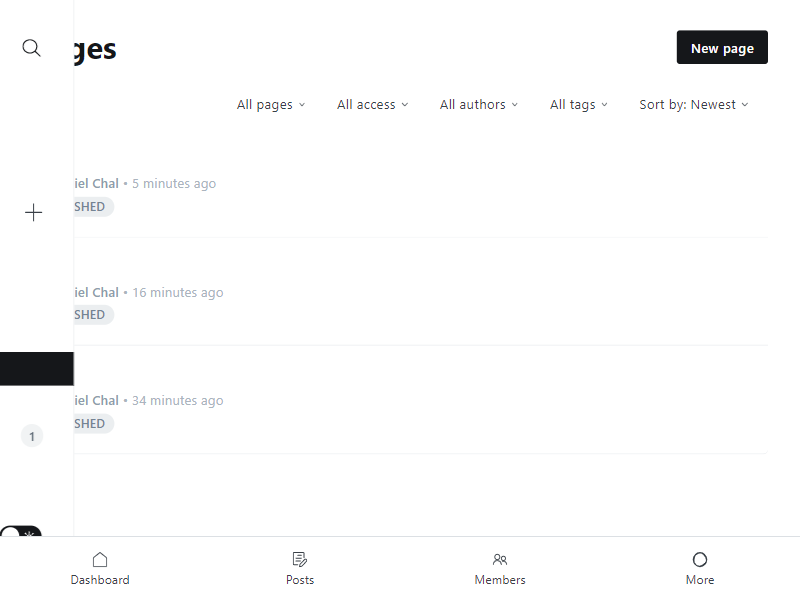 ges
New page
All pages
All access
All authors
All tags
Sort by: Newest
iel Chal • 5 minutes ago
SHED
iel Chal • 16 minutes ago
SHED
iel Chal • 34 minutes ago
SHED
1
Dashboard
Posts
Members
More